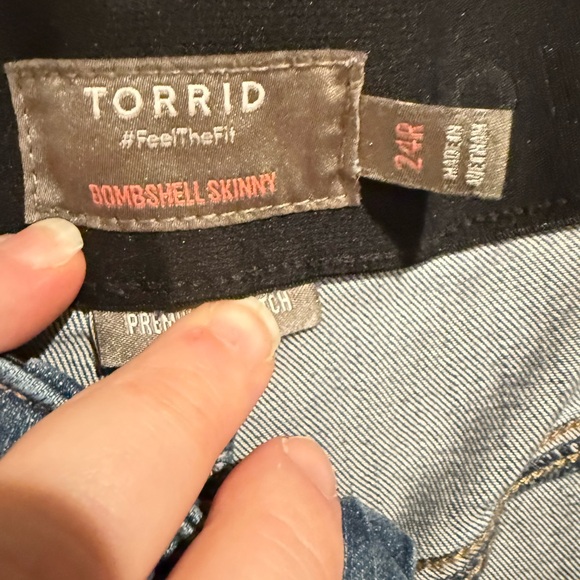 TORRID
#FeelTheFit
BOMBSHELL SKINNY
24R
MADE IN
VIETNAM